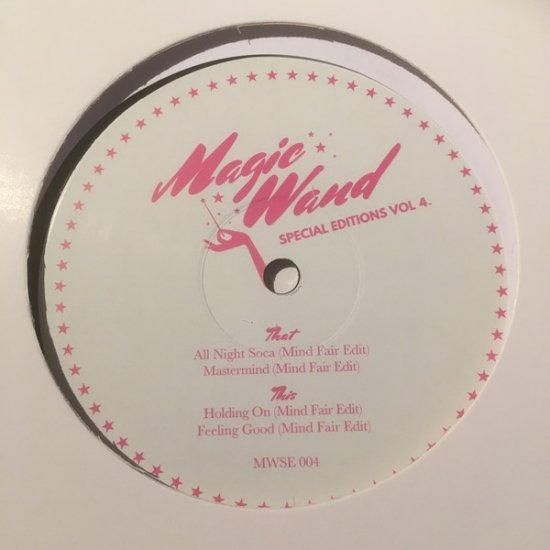 Magic
Wand
SPECIAL EDITIONS VOL 4.
That
All Night Soca (Mind Fair Edit)
Mastermind (Mind Fair Edit)
This
Holding On (Mind Fair Edit)
Feeling Good (Mind Fair Edit)
MWSE 004